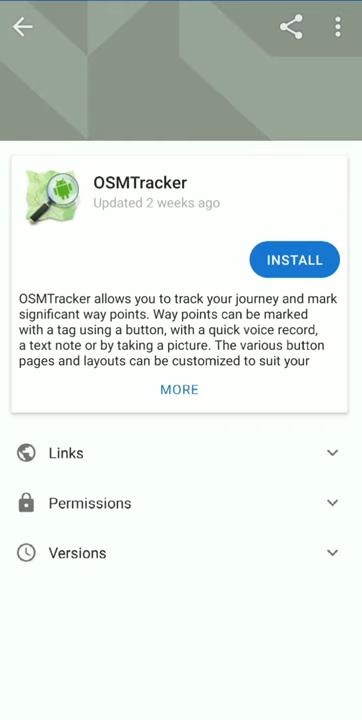 OSMTracker
Updated 2 weeks ago
INSTALL
OSMTracker allows you to track your journey and mark
significant way points. Way points can be marked
with a tag using a button, with a quick voice record,
a text note or by taking a picture. The various button
pages and layouts can be customized to suit your
MORE
Links
Permissions
Versions